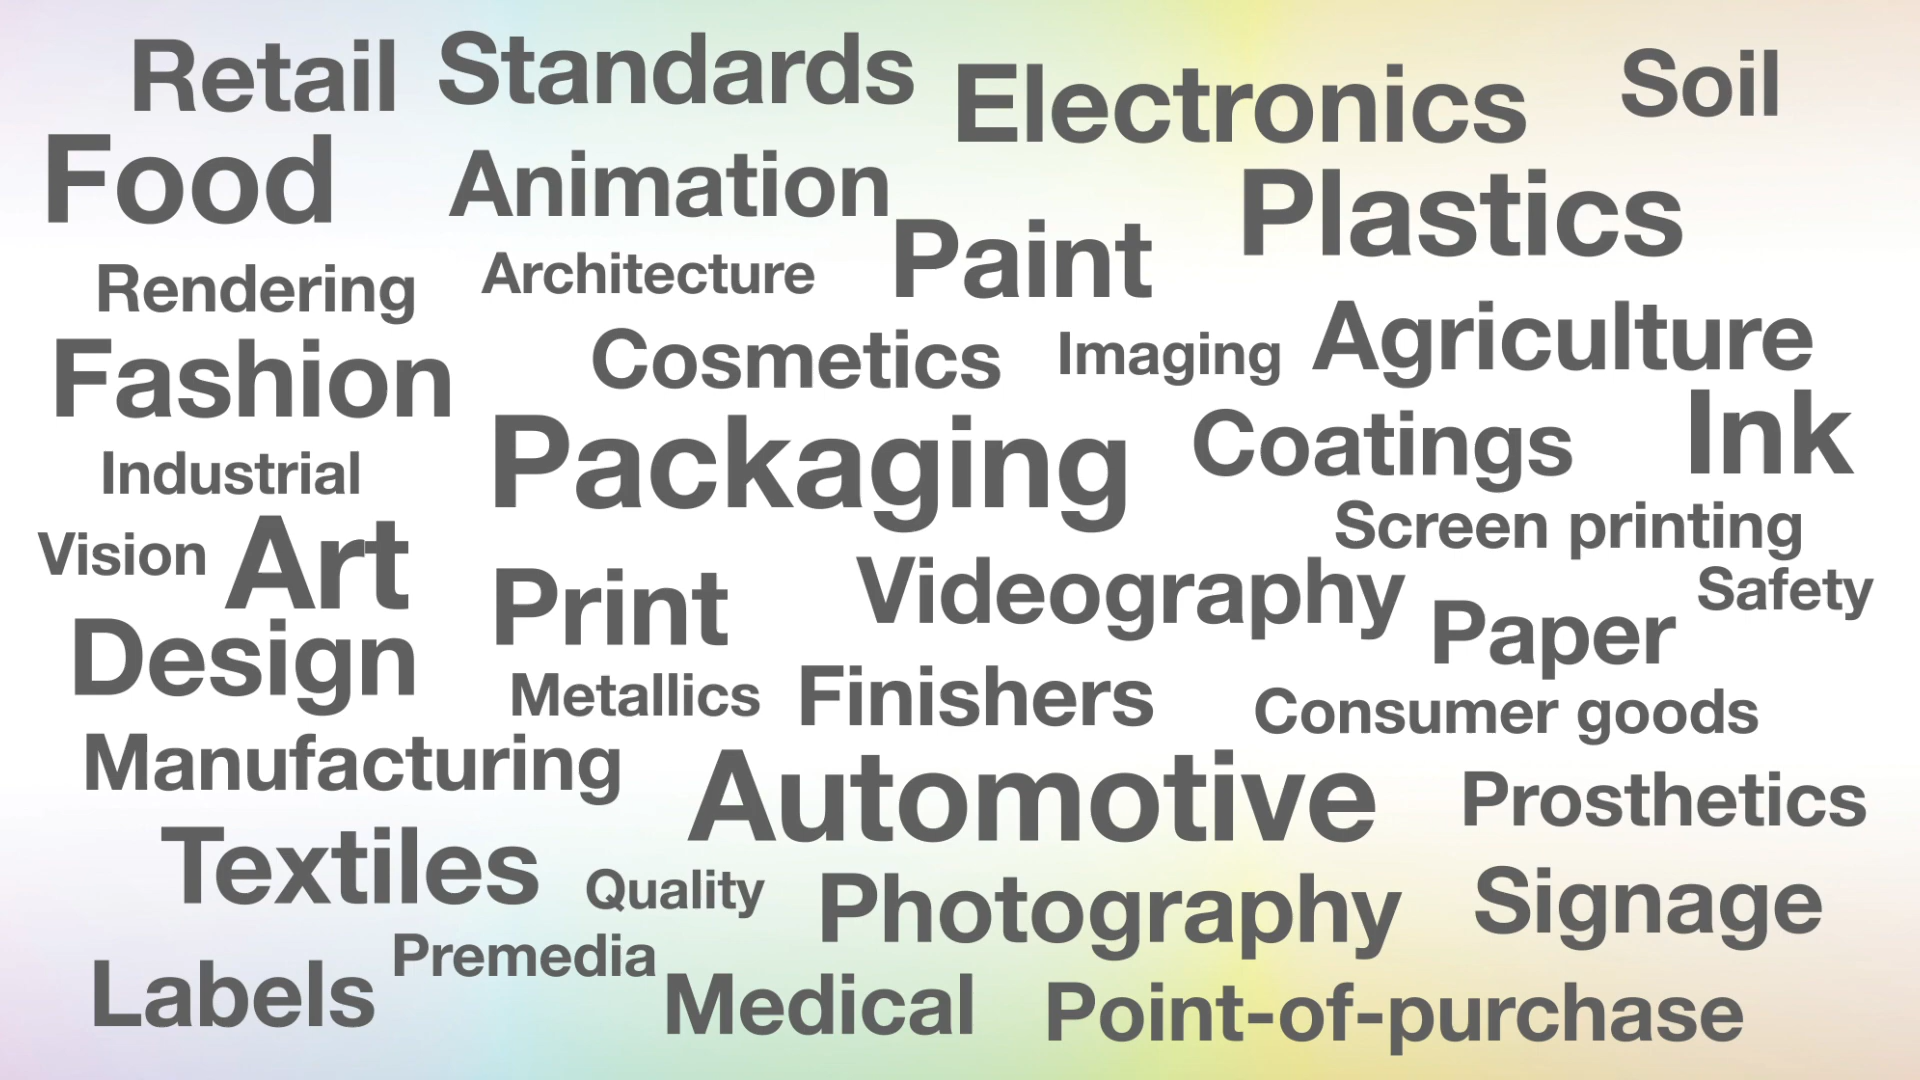 Retail Standards Electronics Soil
Food Animation Plastics
Rendering Architecture Paint
Fashion Cosmetics Imaging Agriculture
Industrial Packaging Coatings Ink
Screen printing
Vision Art Print Videography Safety
Design Paper
Metallics Finishers Consumer goods
Manufacturing Automotive Prosthetics
Textiles Quality Photography Signage
Labels Premedia Medical Point-of-purchase